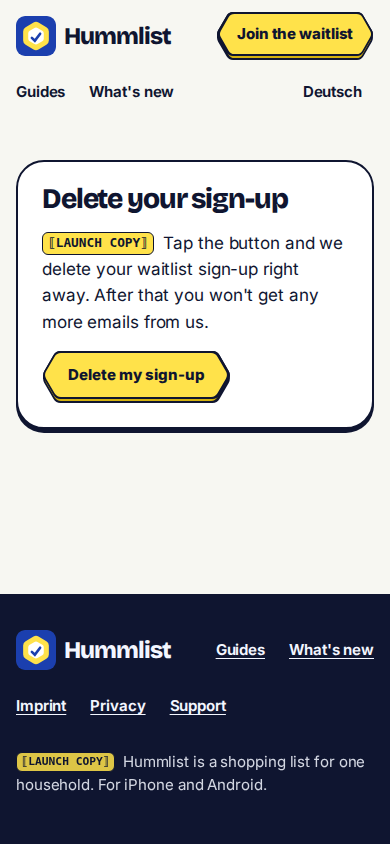 Hummlist
Join the waitlist
Guides What's new Deutsch
Delete your sign-up
⟦LAUNCH COPY⟧ Tap the button and we
delete your waitlist sign-up right
away. After that you won't get any
more emails from us.
Delete my sign-up
Hummlist
Guides What's new
Imprint Privacy Support
⟦LAUNCH COPY⟧ Hummlist is a shopping list for one
household. For iPhone and Android.